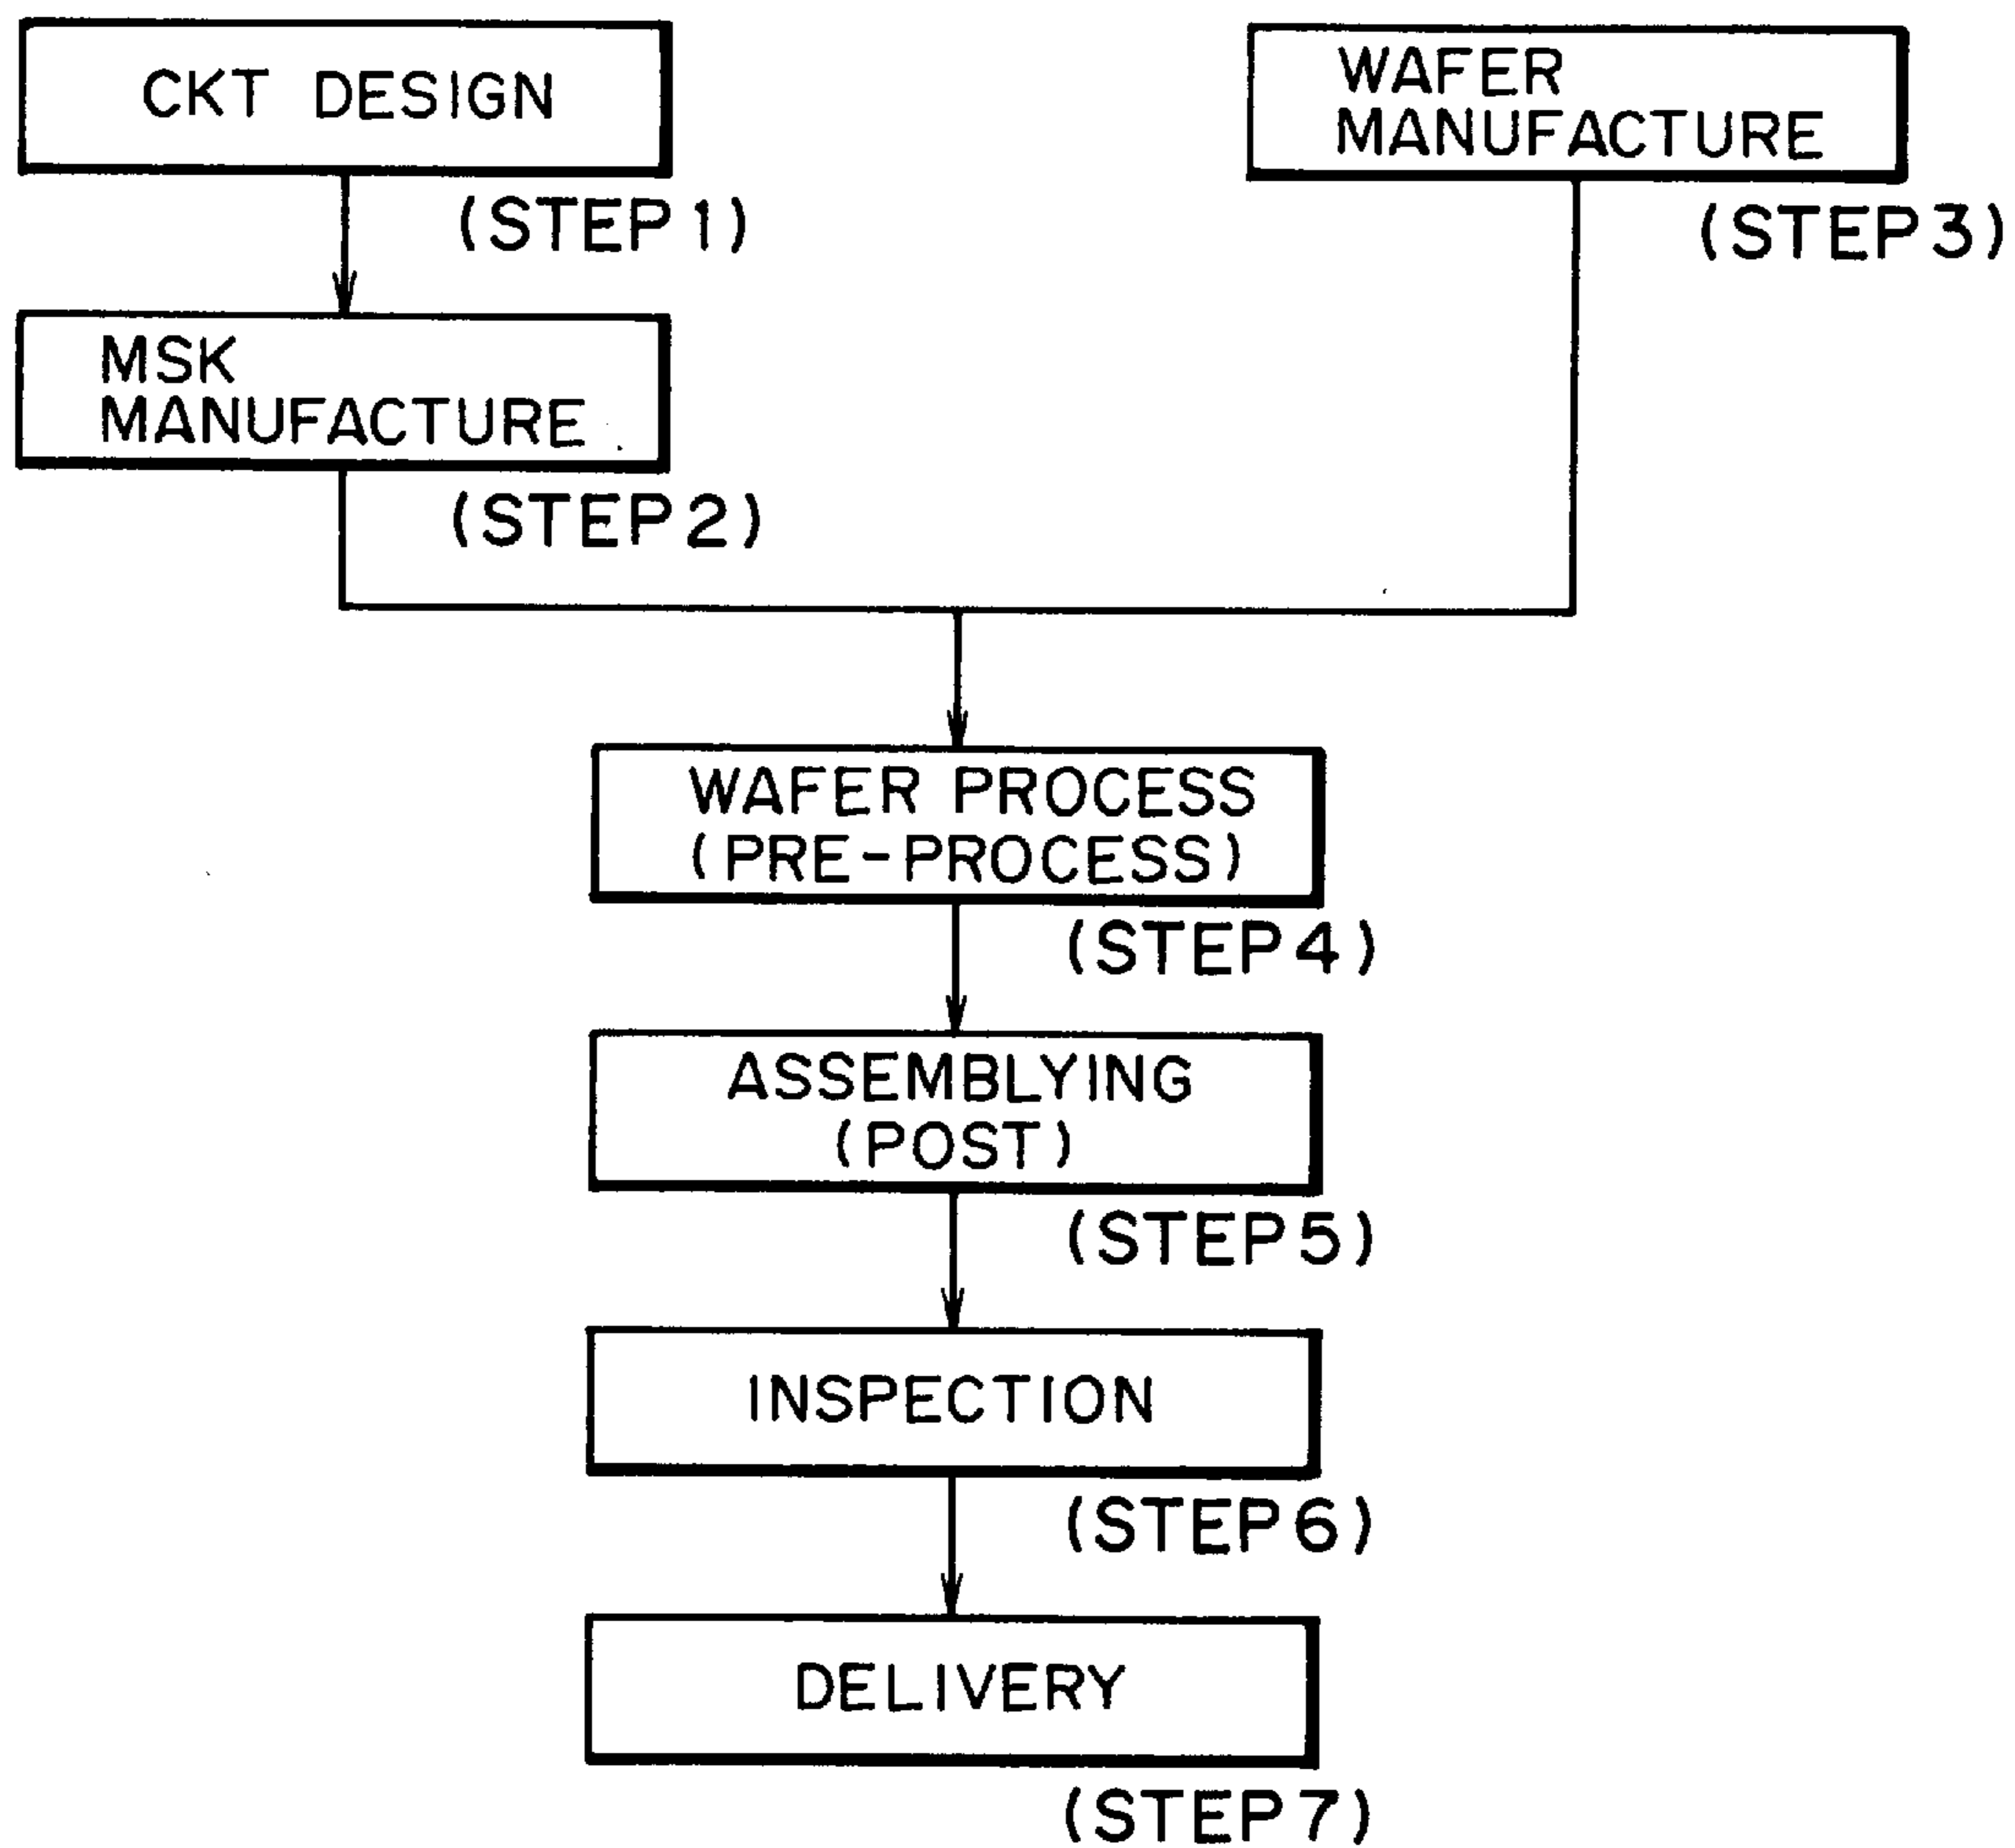 CKT DESIGN
(STEP 1)
MSK
MANUFACTURE
(STEP 2)
WAFER
MANUFACTURE
(STEP 3)
WAFER PROCESS
(PRE-PROCESS)
(STEP 4)
ASSEMBLYING
(POST)
(STEP 5)
INSPECTION
(STEP 6)
DELIVERY
(STEP 7)